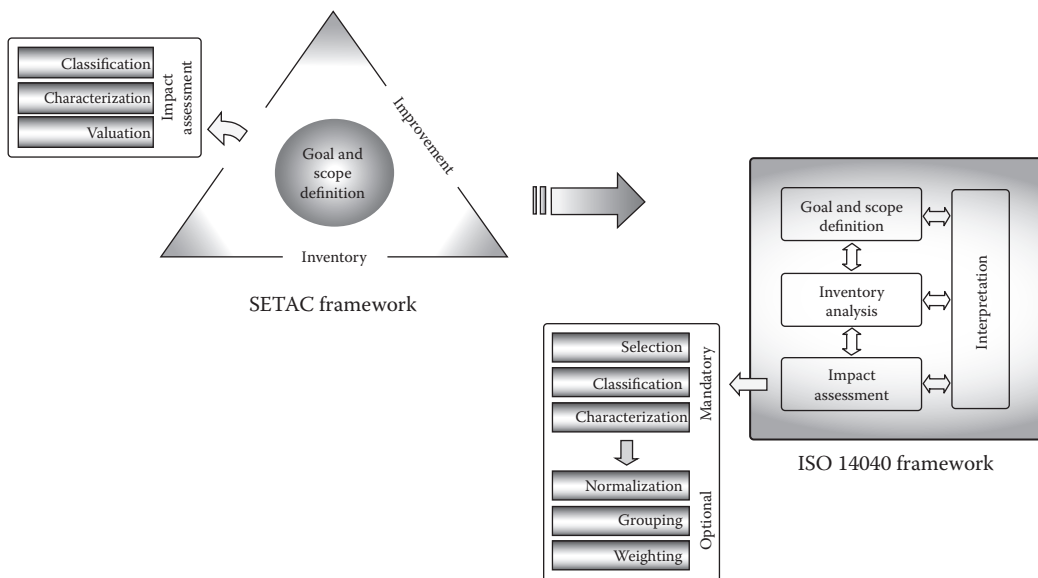 Classification
Characterization
Valuation
Impact
assessment
Improvement
Goal and
scope
definition
Inventory
SETAC framework
Goal and scope
definition
Inventory
analysis
Impact
assessment
Interpretation
ISO 14040 framework
Selection
Classification
Characterization
Mandatory
Normalization
Grouping
Weighting
Optional